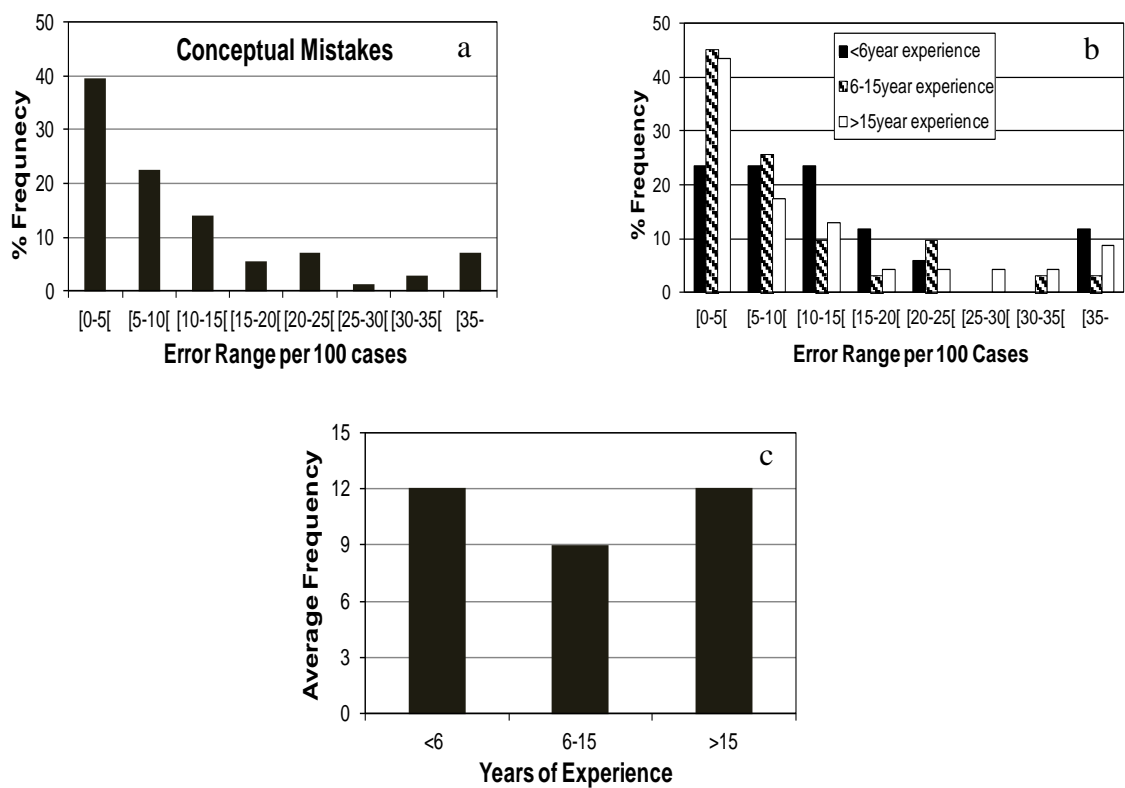 Conceptual Mistakes
a
50
40
30
20
10
0
% Frequnecy
[0-5[ [5-10[ [10-15[ [15-20[ [20-25[ [25-30[ [30-35[ [35-
Error Range per 100 cases
b
<6year experience
6-15year experience
>15year experience
50
40
30
20
10
0
% Frequency
[0-5[ [5-10[ [10-15[ [15-20[ [20-25[ [25-30[ [30-35[ [35-
Error Range per 100 Cases
c
15
12
9
6
3
0
Average Frequency
<6 6-15 >15
Years of Experience